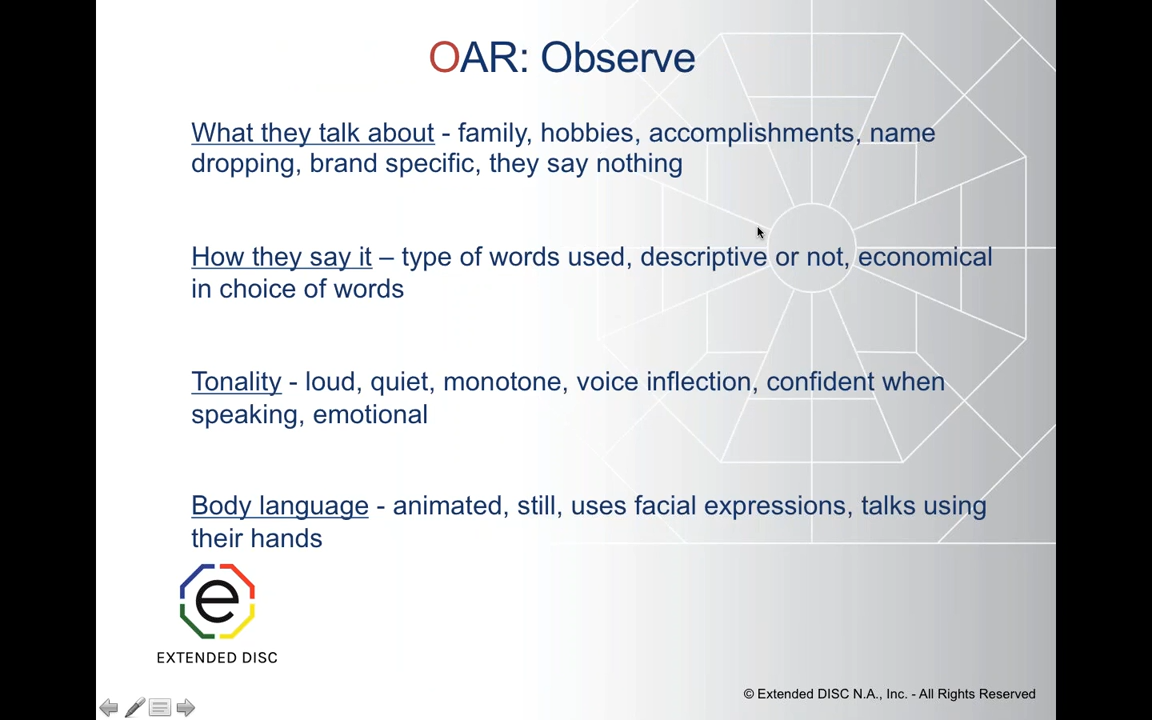 OAR: Observe
What they talk about - family, hobbies, accomplishments, name
dropping, brand specific, they say nothing
How they say it – type of words used, descriptive or not, economical
in choice of words
Tonality - loud, quiet, monotone, voice inflection, confident when
speaking, emotional
Body language - animated, still, uses facial expressions, talks using
their hands
e
EXTENDED DISC
© Extended DISC N.A., Inc. - All Rights Reserved